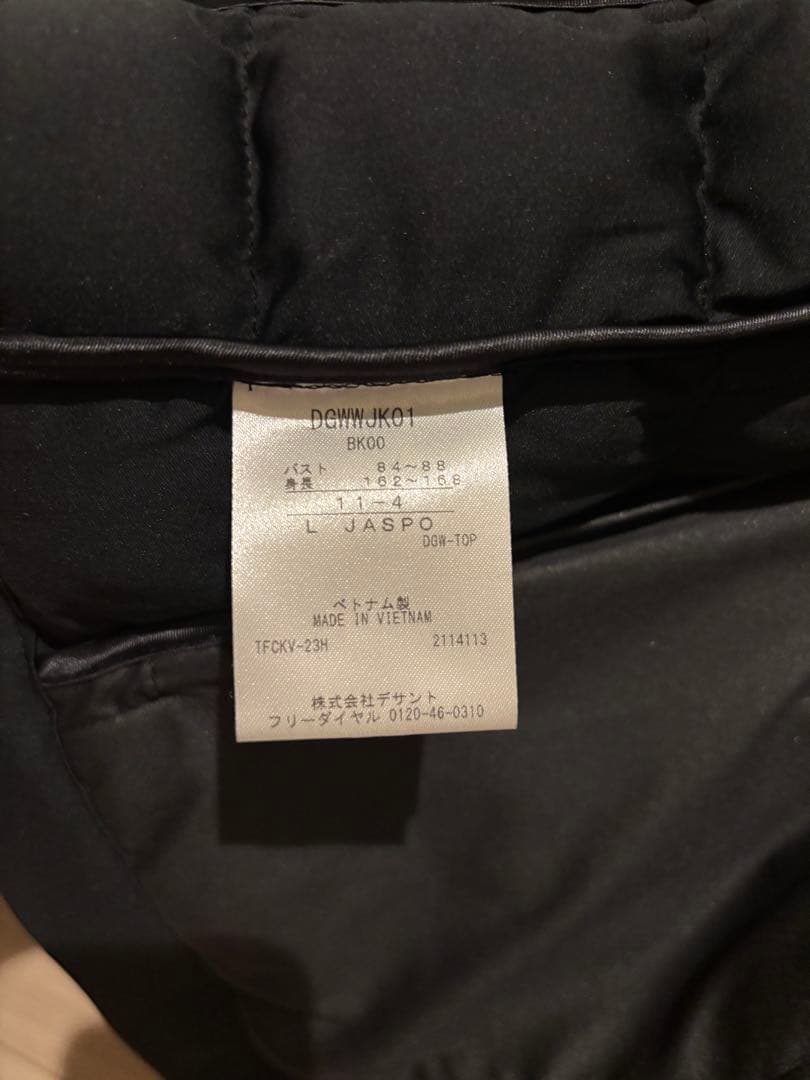 DGWWJK01
BK00
バスト 84~88
身長 162~168
11-4
L JASPO
DGW-TOP
ベトナム製
MADE IN VIETNAM
TFCKV-23H 2114113
株式会社デサント
フリーダイヤル 0120-46-0310